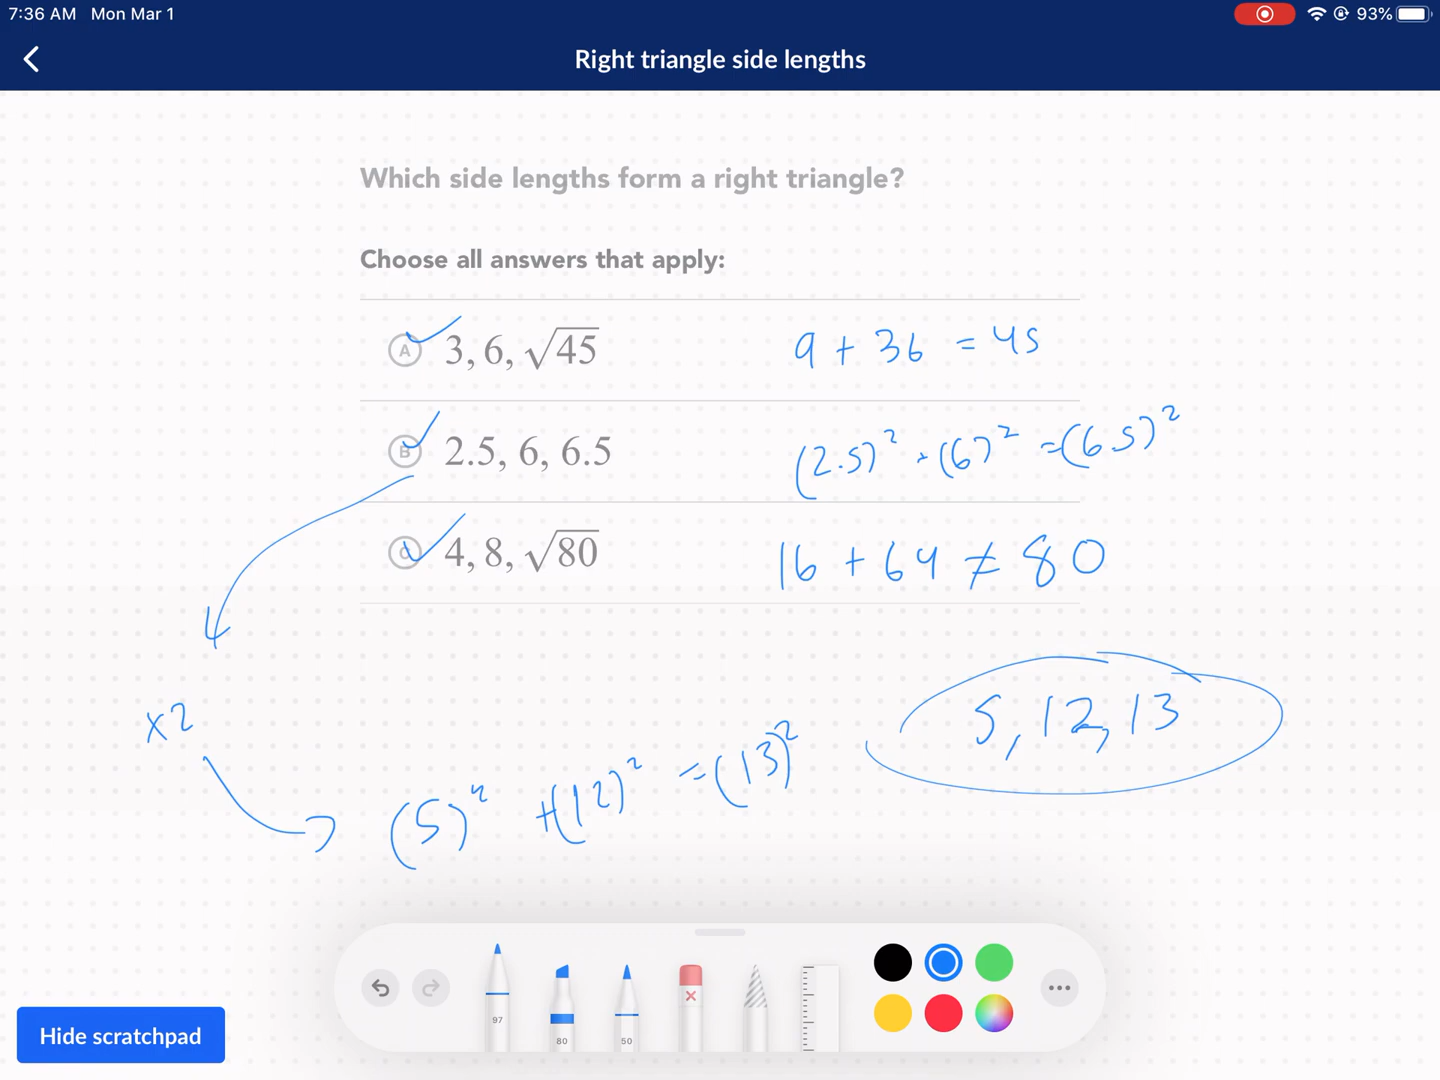 7:36 AM Mon Mar 1 93%
Right triangle side lengths
Which side lengths form a right triangle?
Choose all answers that apply:
A 3, 6, √45 9 + 36 = 45
B 2.5, 6, 6.5 (2.5)² + (6)² = (6.5)²
C 4, 8, √80 16 + 64 ≠ 80
x2
5, 12, 13
(5)² + (12)² = (13)²
97 80 50
Hide scratchpad